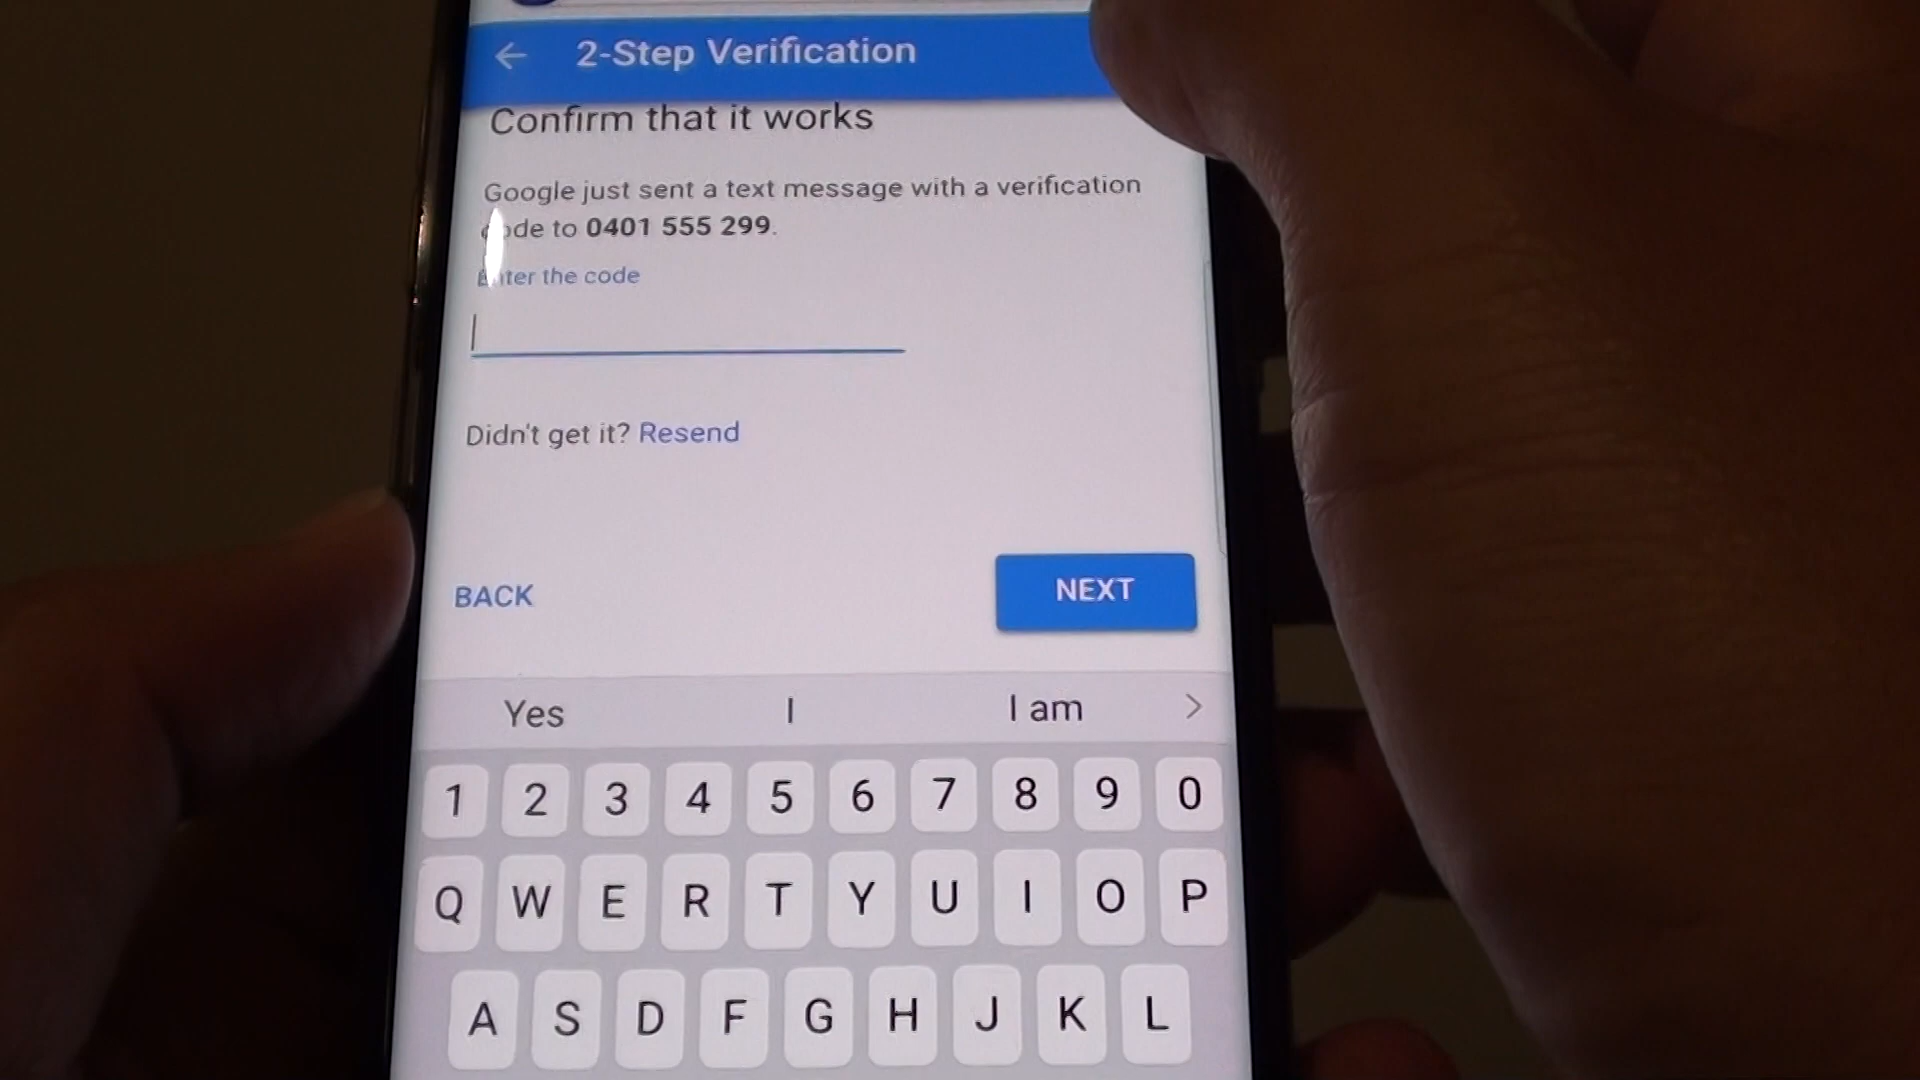 2-Step Verification
Confirm that it works
Google just sent a text message with a verification
code to 0401 555 299.
Enter the code
Didn't get it? Resend
BACK NEXT
Yes I I am >
1 2 3 4 5 6 7 8 9 0
Q W E R T Y U I O P
A S D F G H J K L